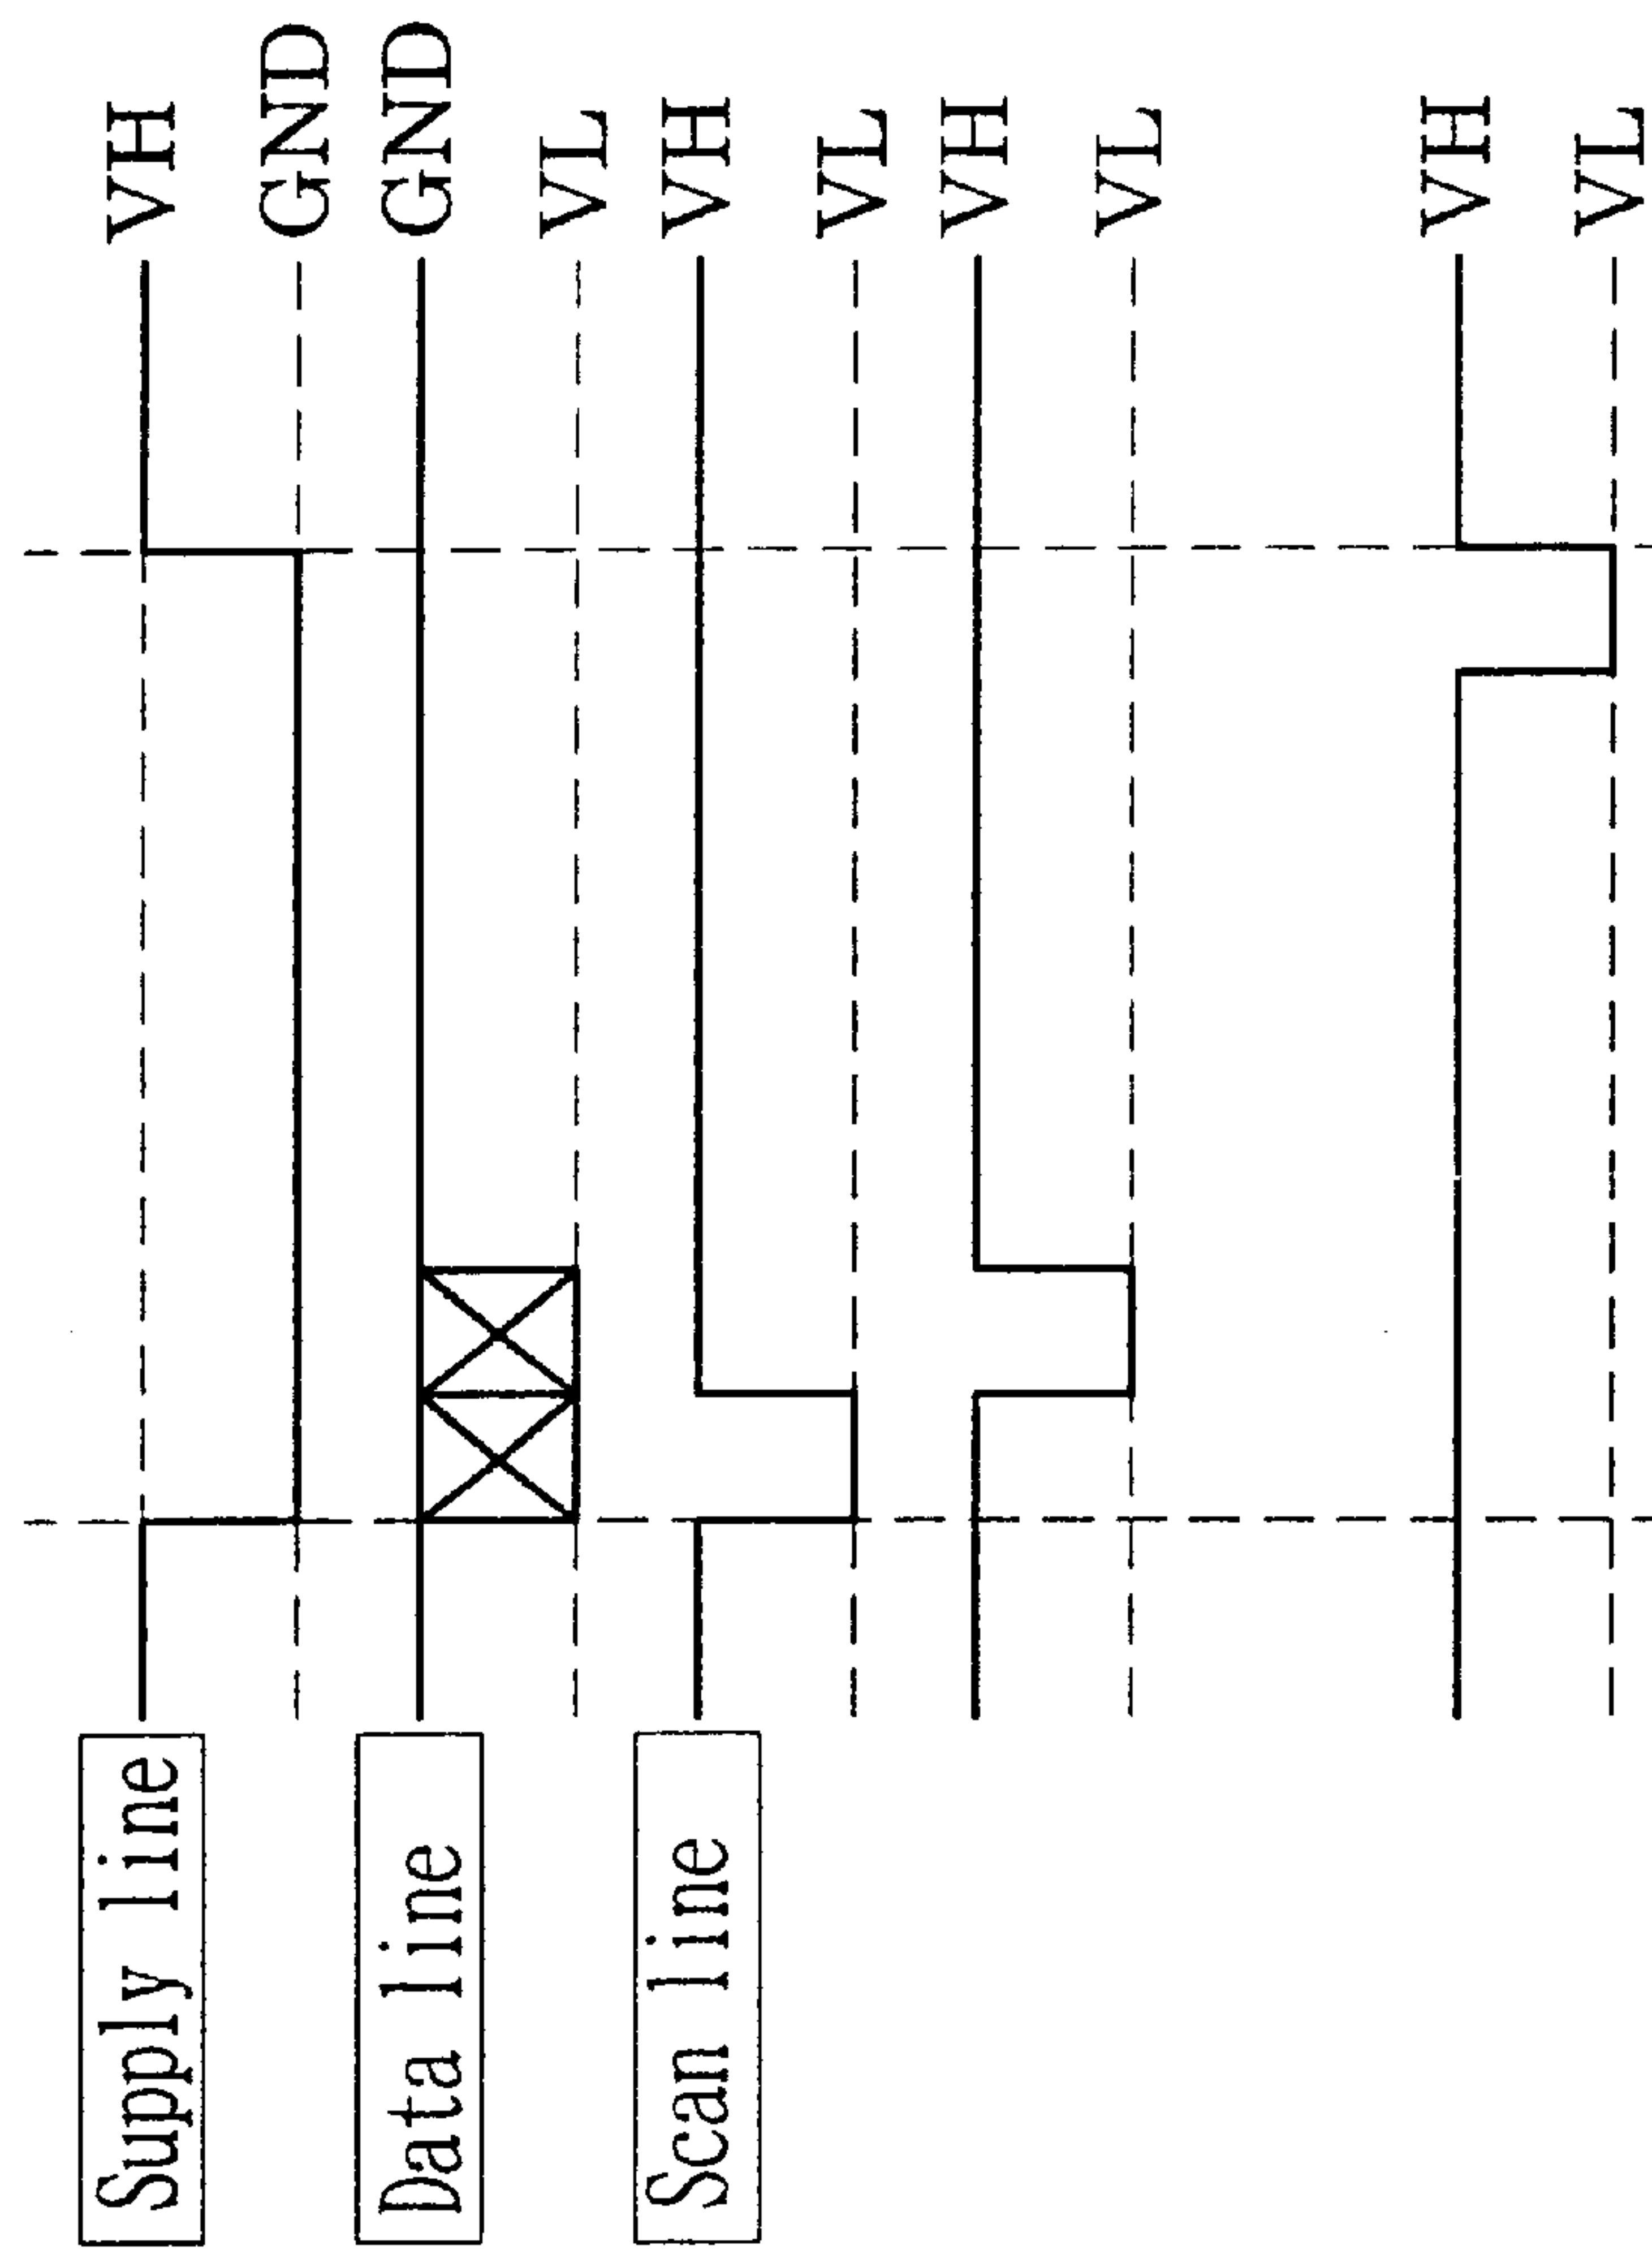 Supply line
VH
GND
Data line
GND
VL
Scan line
VH
VL
VH
VL
VH
VL